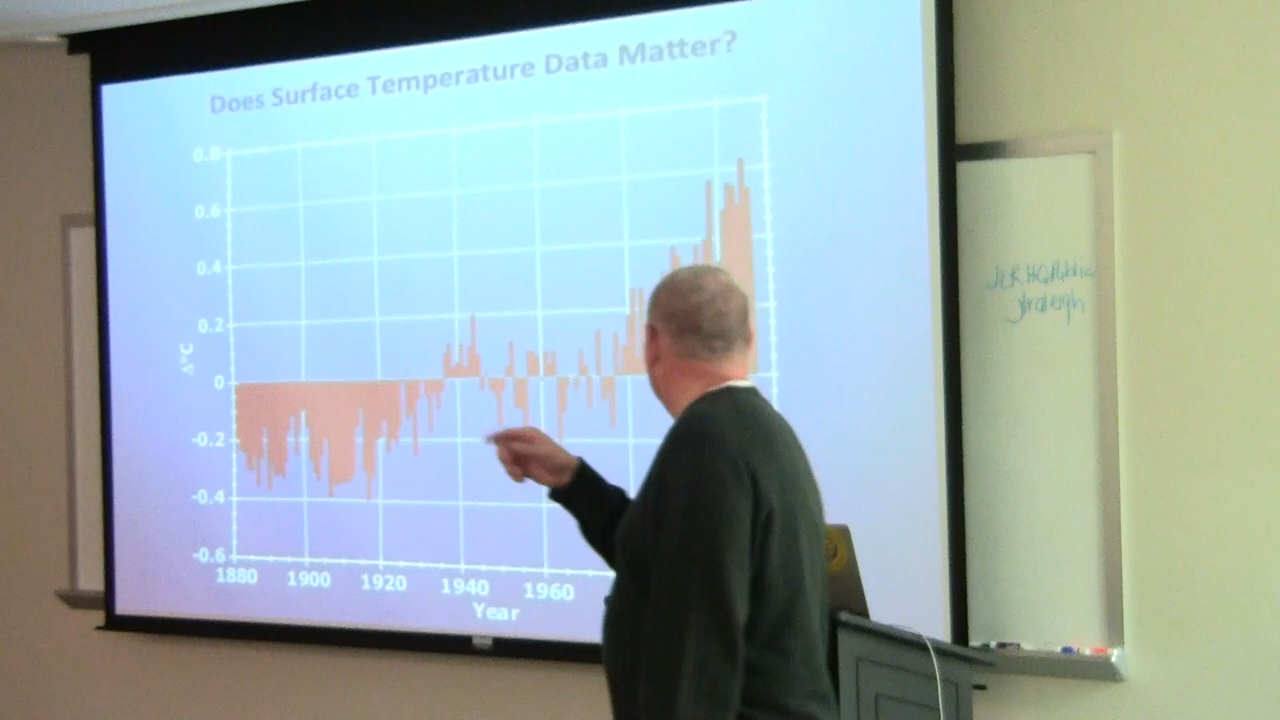 Does Surface Temperature Data Matter?
0.8
0.6
0.4
0.2
0
-0.2
-0.4
-0.6
Δ°C
1880 1900 1920 1940 1960
Year